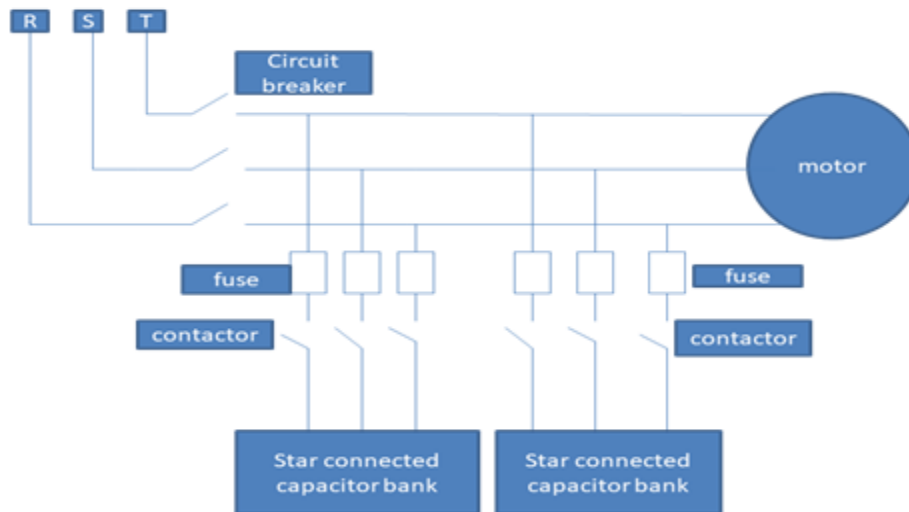 R S T
Circuit
breaker
motor
fuse
fuse
contactor
contactor
Star connected
capacitor bank
Star connected
capacitor bank